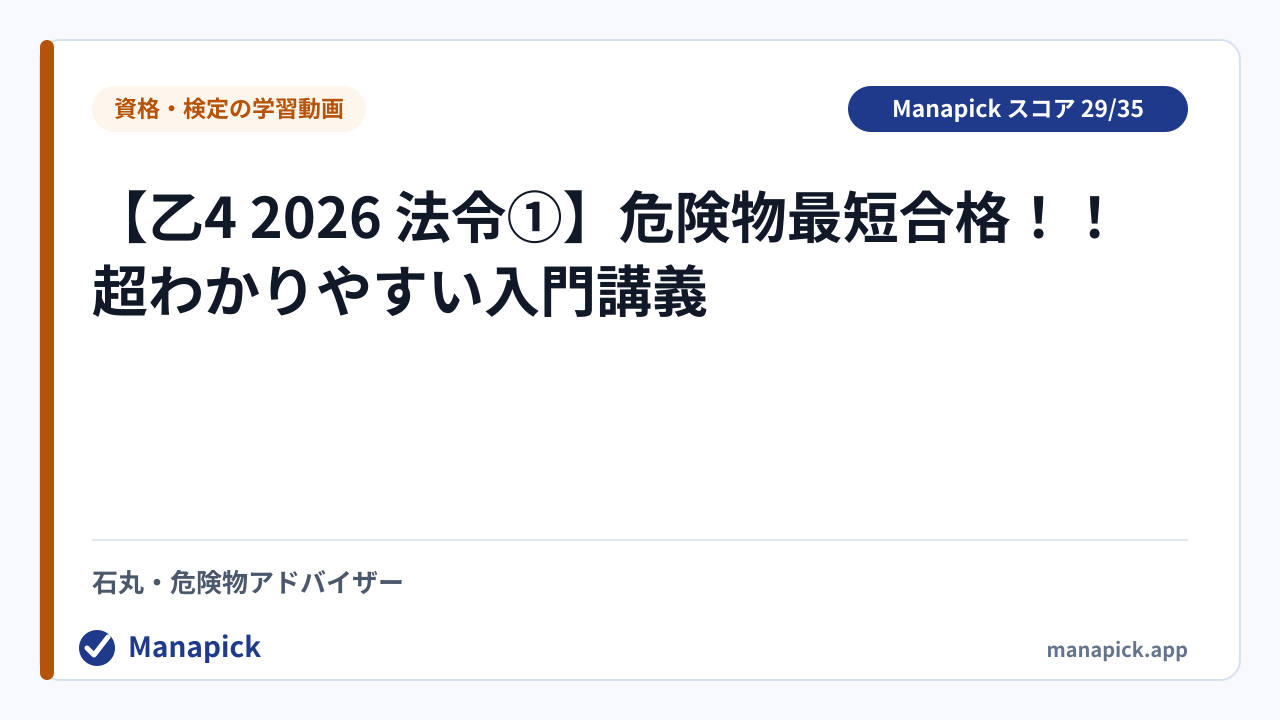 資格・検定の学習動画
Manapick スコア 29/35
【乙4 2026 法令①】危険物最短合格！！
超わかりやすい入門講義
石丸・危険物アドバイザー
Manapick
manapick.app